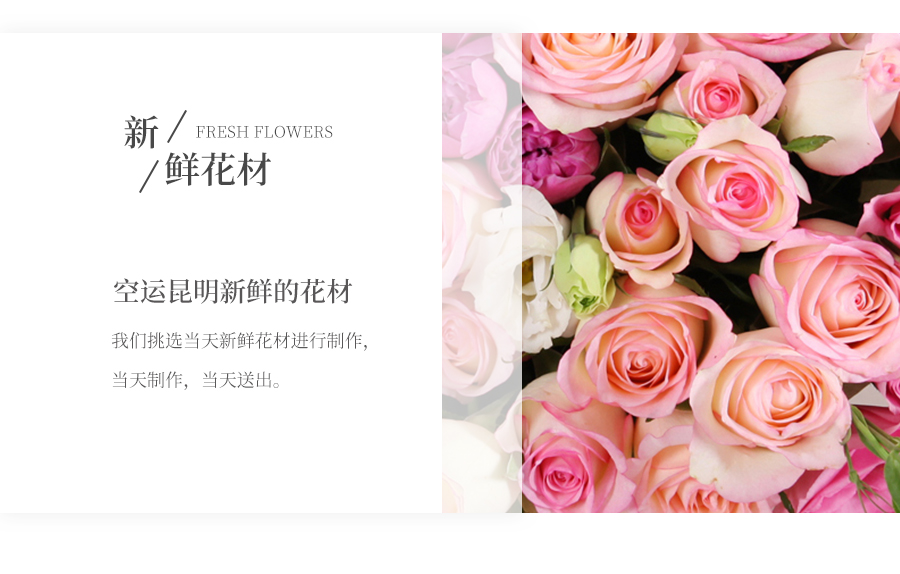 新
FRESH FLOWERS
鲜花材
空运昆明新鲜的花材
我们挑选当天新鲜花材进行制作，
当天制作，当天送出。